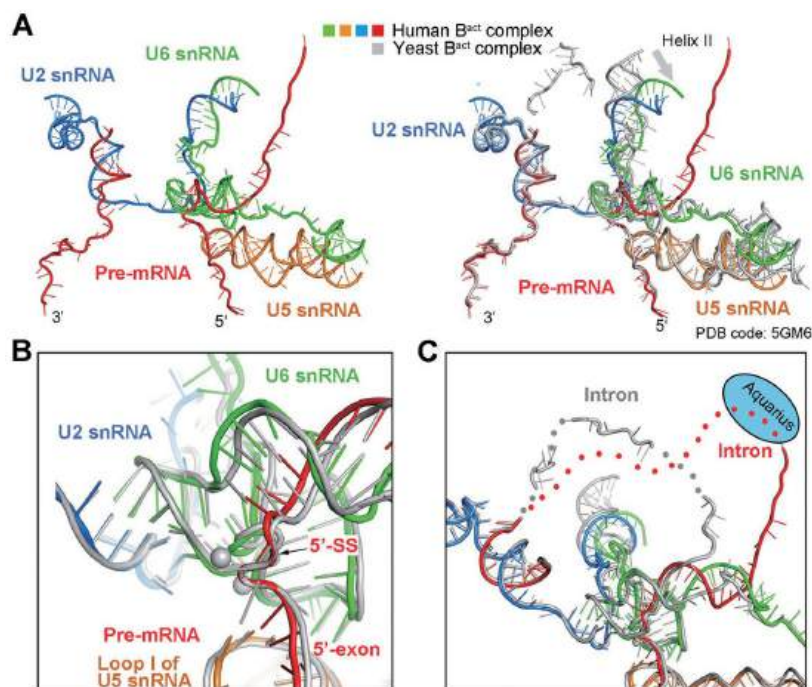 A
U6 snRNA
U2 snRNA
Pre-mRNA
U5 snRNA
3'
5'
Human Bact complex
Yeast Bact complex
Helix II
U2 snRNA
U6 snRNA
Pre-mRNA
U5 snRNA
3'
5'
PDB code: 5GM6
B
U6 snRNA
U2 snRNA
5'-SS
Pre-mRNA
5'-exon
Loop I of
U5 snRNA
C
Intron
Aquarius
Intron